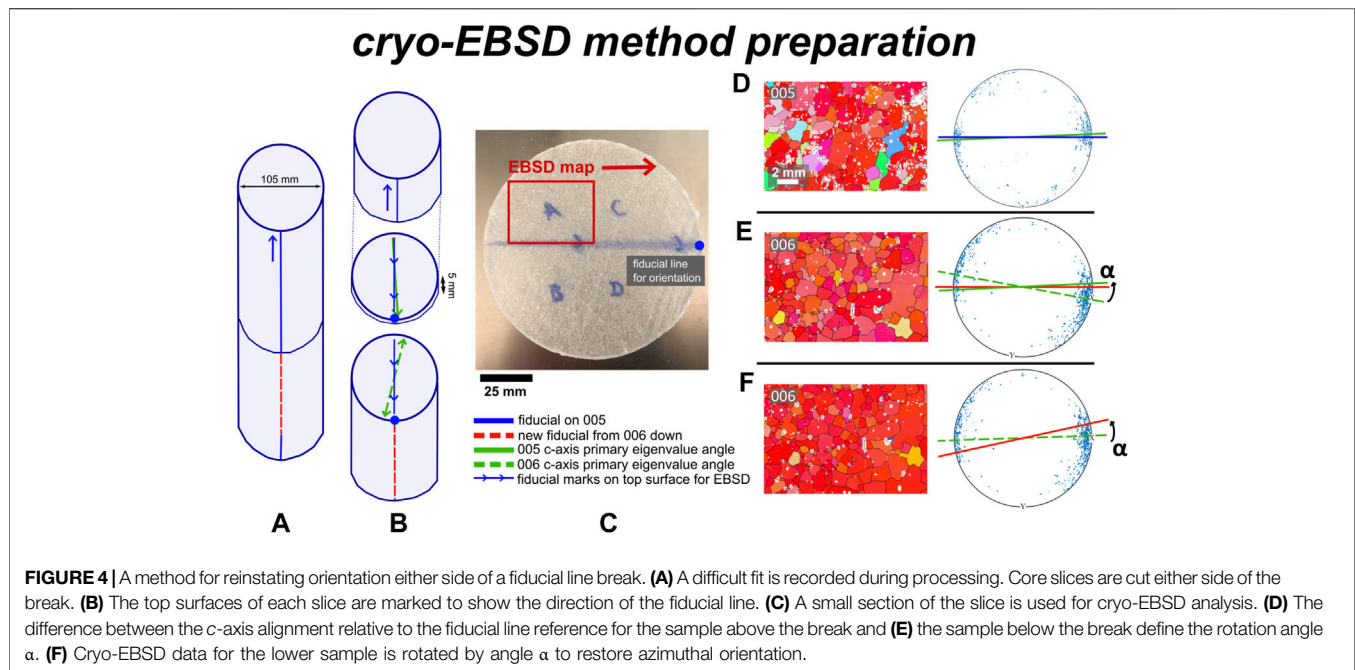 cryo-EBSD method preparation
105 mm
A
5 mm
B
EBSD map
A
C
B
D
fiducial line
for orientation
25 mm
fiducial on 005
new fiducial from 006 down
005 c-axis primary eigenvalue angle
006 c-axis primary eigenvalue angle
fiducial marks on top surface for EBSD
C
D
005
2 mm
E
006
α
Y
F
006
α
Y
FIGURE 4 | A method for reinstating orientation either side of a fiducial line break. (A) A difficult fit is recorded during processing. Core slices are cut either side of the
break. (B) The top surfaces of each slice are marked to show the direction of the fiducial line. (C) A small section of the slice is used for cryo-EBSD analysis. (D) The
difference between the c-axis alignment relative to the fiducial line reference for the sample above the break and (E) the sample below the break define the rotation angle
α. (F) Cryo-EBSD data for the lower sample is rotated by angle α to restore azimuthal orientation.